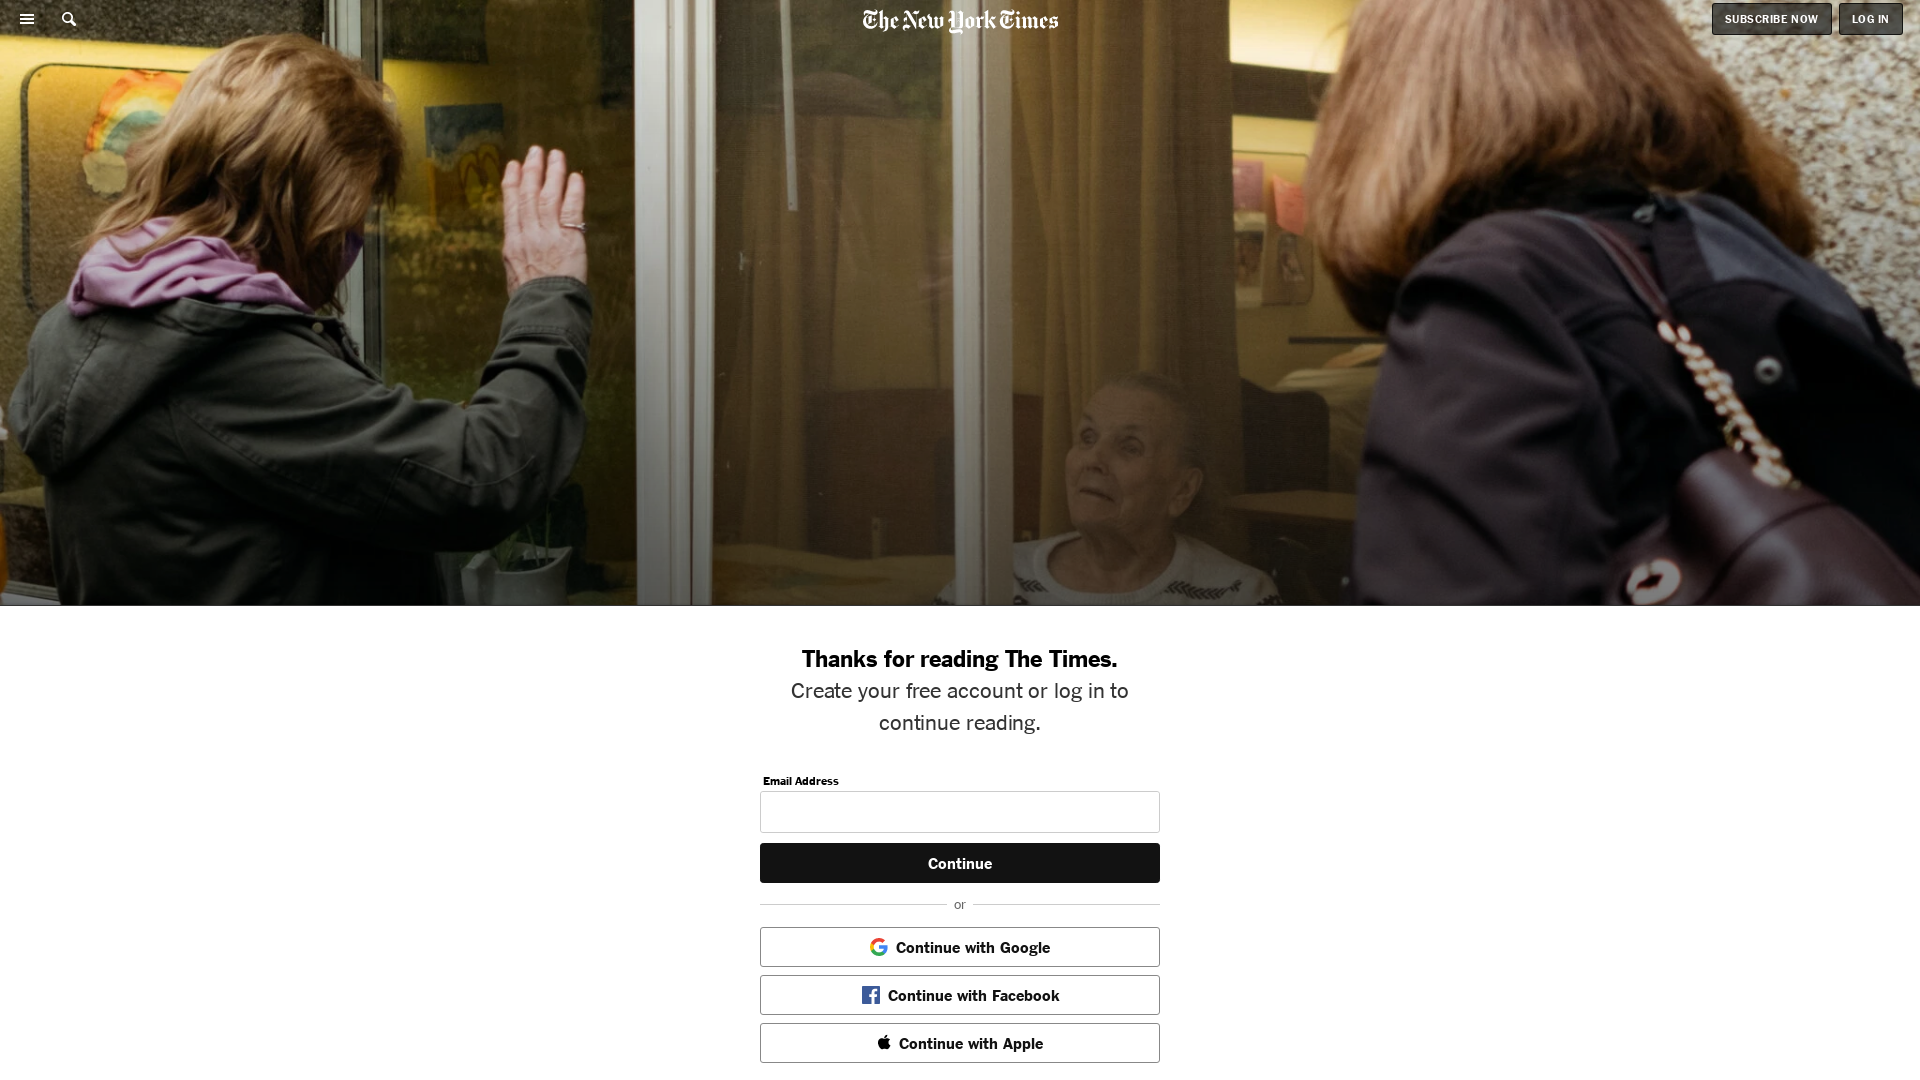 The New York Times
SUBSCRIBE NOW
LOG IN
Thanks for reading The Times.
Create your free account or log in to
continue reading.
Email Address
Continue
or
Continue with Google
Continue with Facebook
Continue with Apple